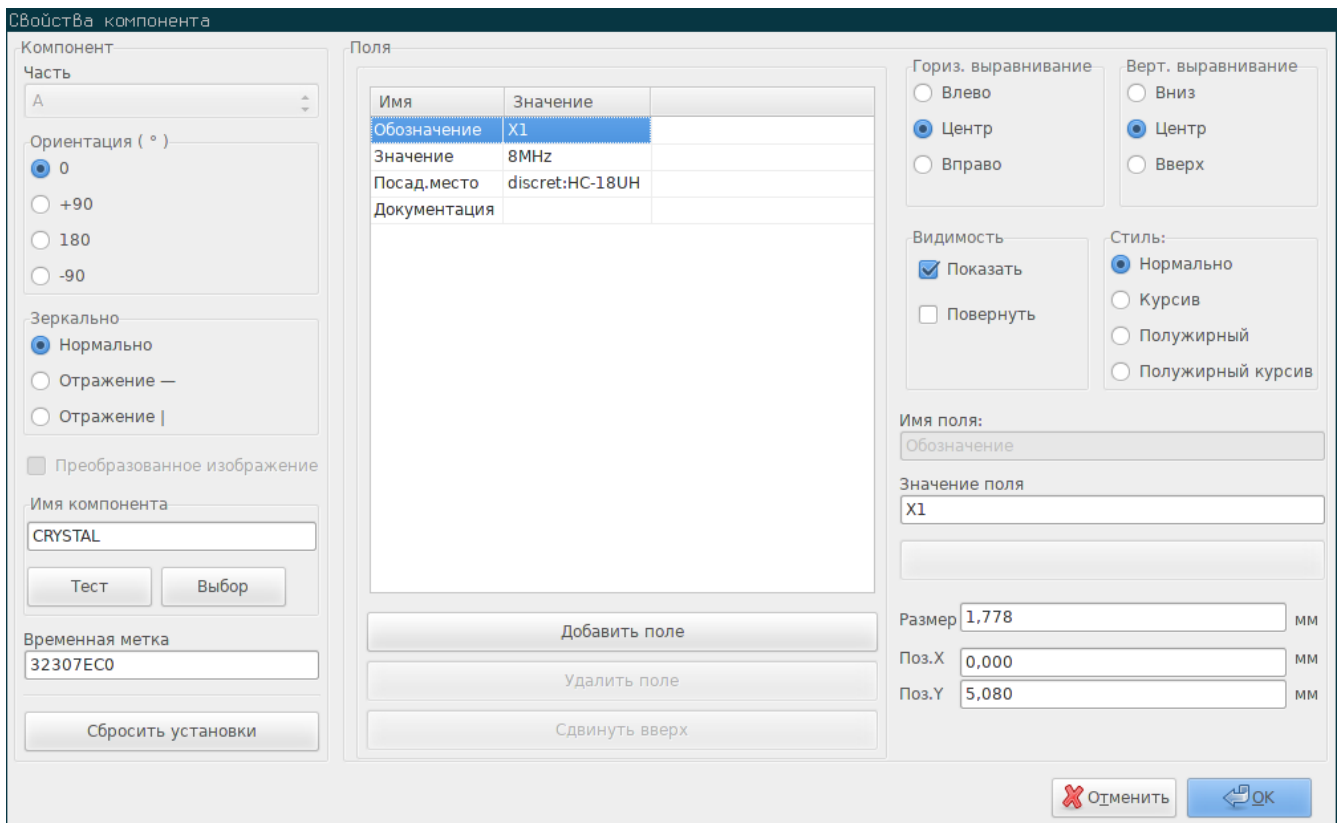 Свойства компонента
Компонент
Часть
A
Ориентация ( ° )
0
+90
180
-90
Зеркально
Нормально
Отражение —
Отражение |
Преобразованное изображение
Имя компонента
CRYSTAL
Тест
Выбор
Временная метка
32307EC0
Сбросить установки
Поля
Имя Значение
Обозначение X1
Значение 8MHz
Посад.место discret:HC-18UH
Документация
Добавить поле
Удалить поле
Сдвинуть вверх
Гориз. выравнивание
Влево
Центр
Вправо
Верт. выравнивание
Вниз
Центр
Вверх
Видимость
Показать
Повернуть
Стиль:
Нормально
Курсив
Полужирный
Полужирный курсив
Имя поля:
Обозначение
Значение поля
X1
Размер 1,778 мм
Поз.X 0,000 мм
Поз.Y 5,080 мм
Отменить
OK